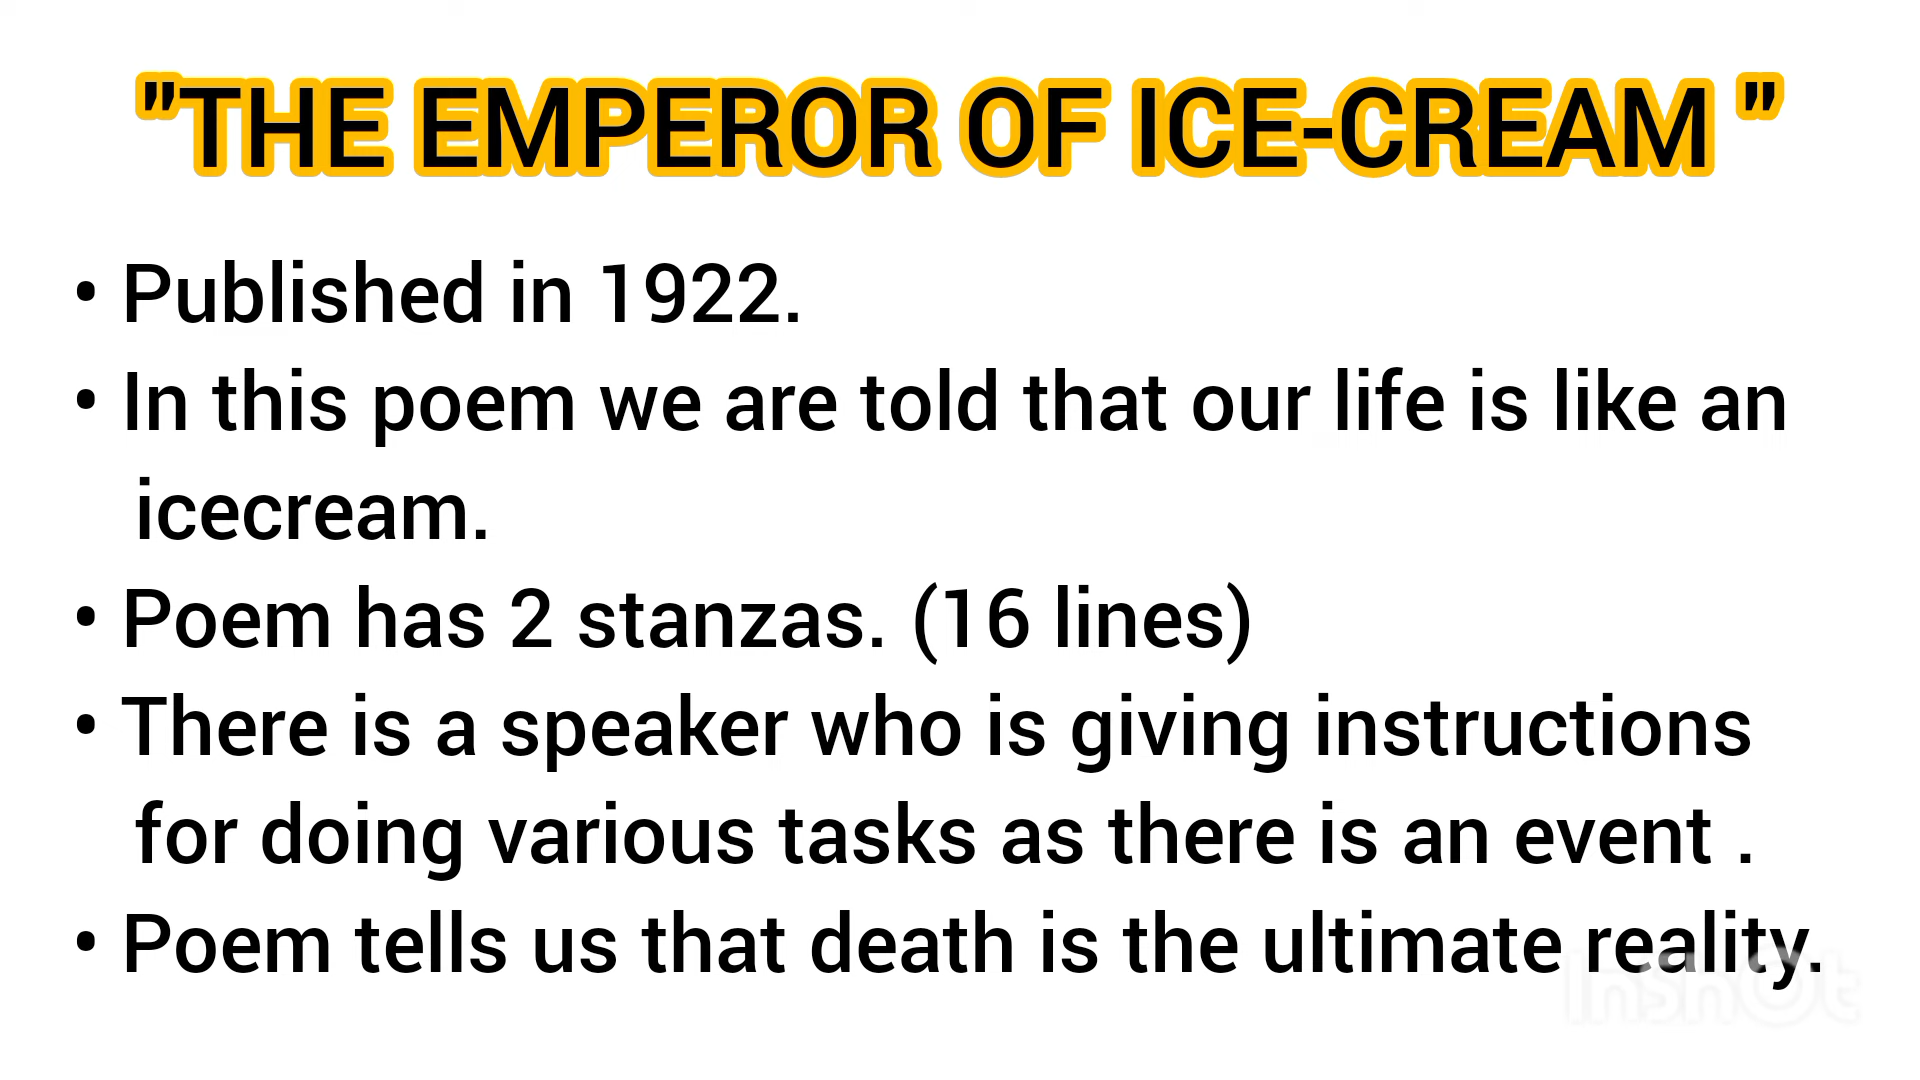 "THE EMPEROR OF ICE-CREAM "
• Published in 1922.
• In this poem we are told that our life is like an
icecream.
• Poem has 2 stanzas. (16 lines)
• There is a speaker who is giving instructions
for doing various tasks as there is an event .
• Poem tells us that death is the ultimate reality.
InShOt